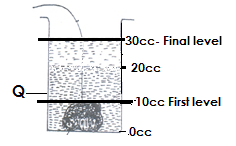 30cc- Final level
20cc
Q
10cc First level
0cc